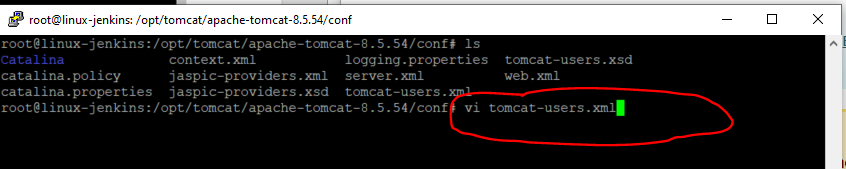 root@linux-jenkins: /opt/tomcat/apache-tomcat-8.5.54/conf
root@linux-jenkins:/opt/tomcat/apache-tomcat-8.5.54/conf# ls
Catalina context.xml logging.properties tomcat-users.xsd
catalina.policy jaspic-providers.xml server.xml web.xml
catalina.properties jaspic-providers.xsd tomcat-users.xml
root@linux-jenkins:/opt/tomcat/apache-tomcat-8.5.54/conf# vi tomcat-users.xml